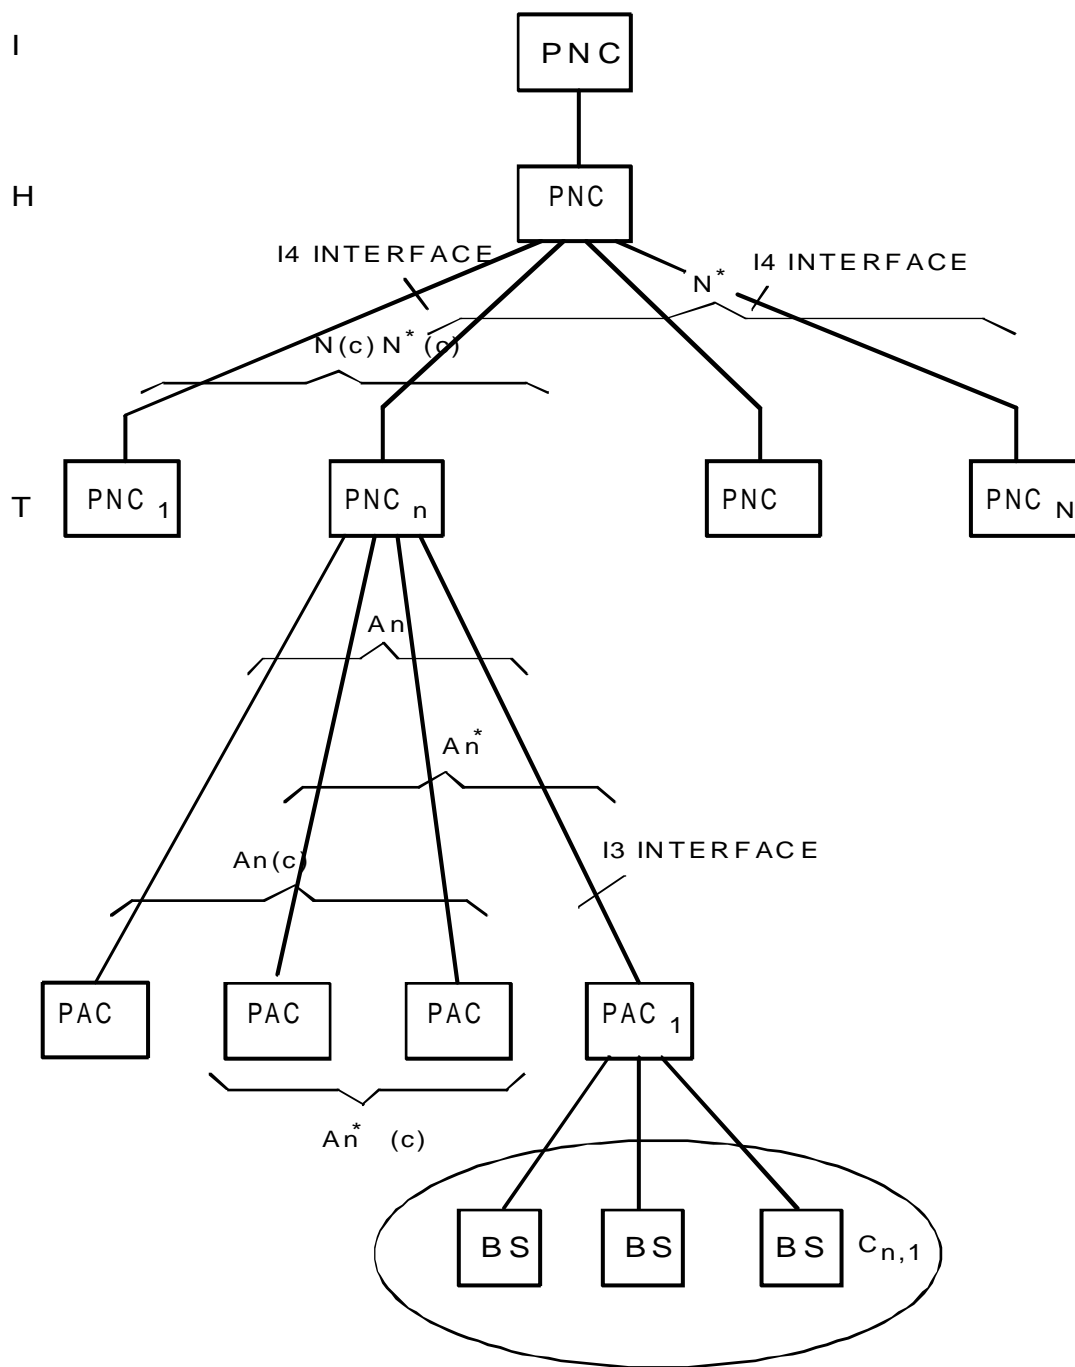 I
PNC
H
PNC
I4 INTERFACE
N*
I4 INTERFACE
N(c) N* (c)
T
PNC 1
PNC n
PNC
PNC N
An
An*
An(c)
I3 INTERFACE
PAC
PAC
PAC
PAC 1
An* (c)
BS
BS
BS
Cn,1